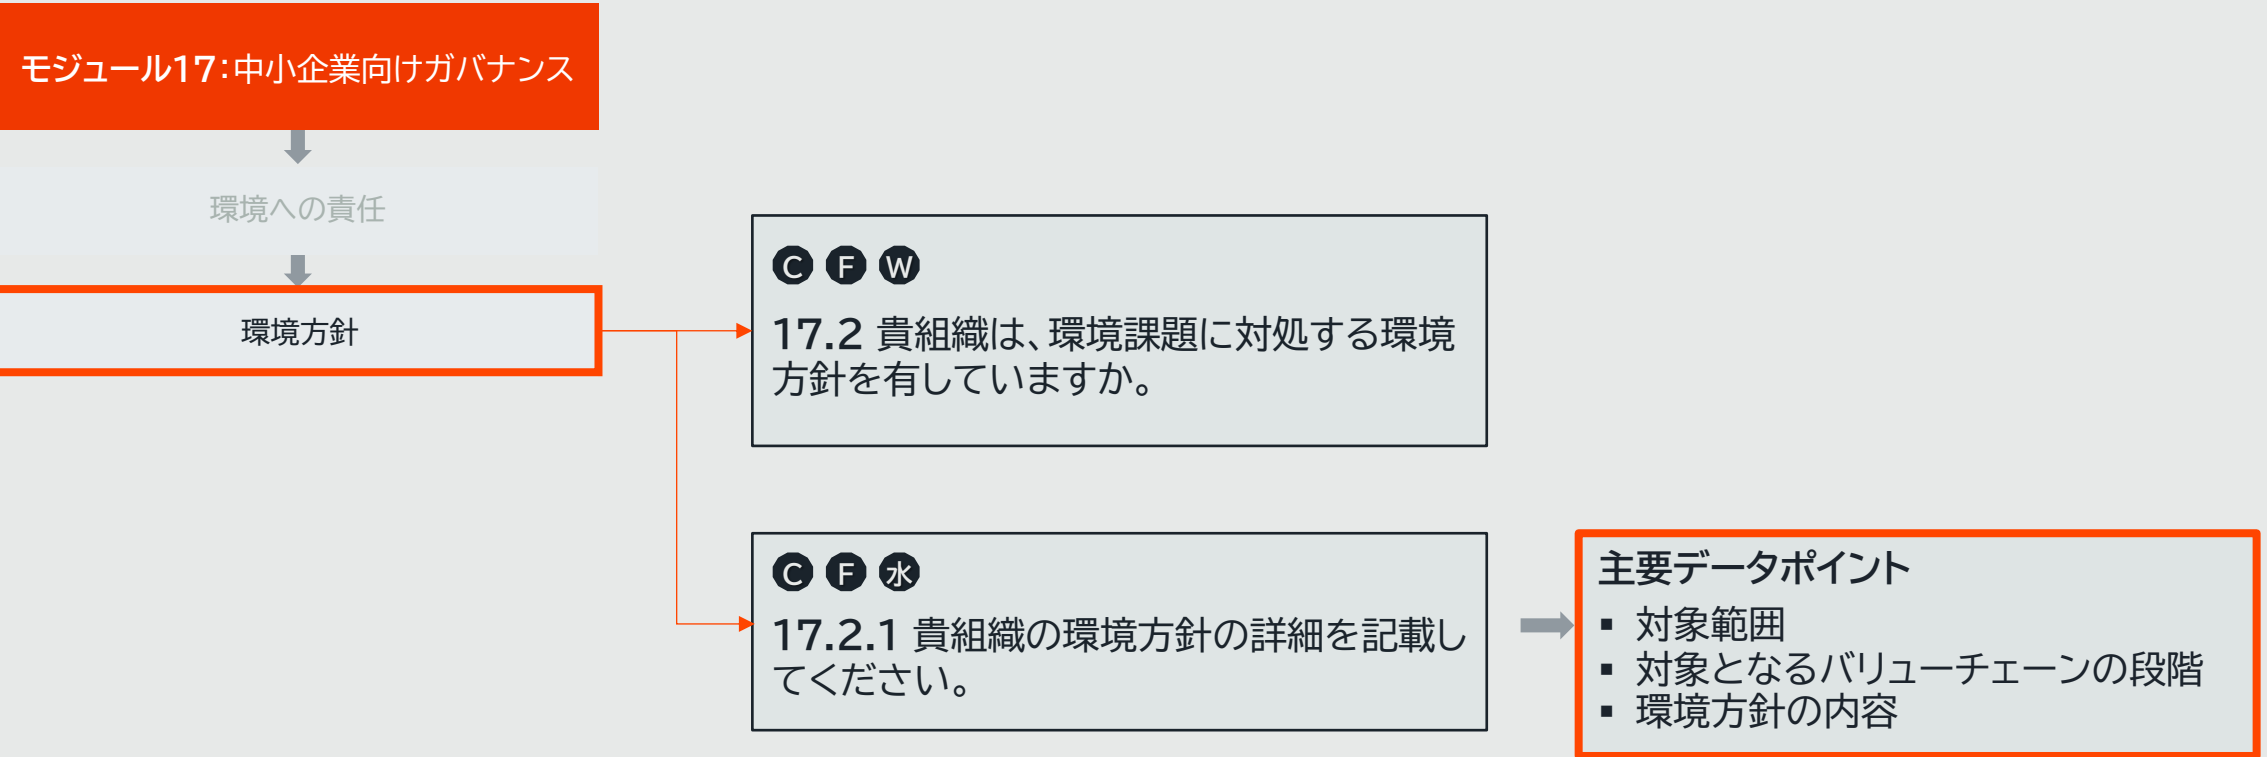 モジュール17：中小企業向けガバナンス
環境への責任
環境方針
C F W
17.2 貴組織は、環境課題に対処する環境
方針を有していますか。
C F 水
17.2.1 貴組織の環境方針の詳細を記載し
てください。
主要データポイント
▪ 対象範囲
▪ 対象となるバリューチェーンの段階
▪ 環境方針の内容